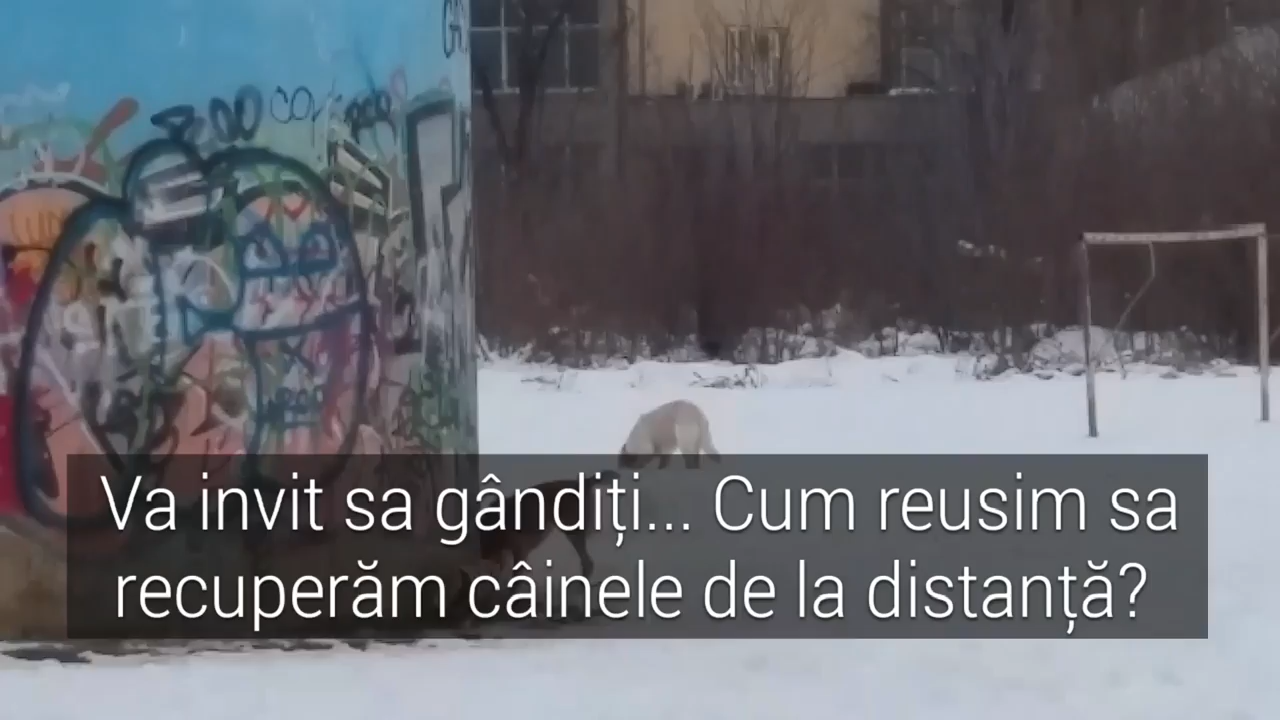 Va invit sa gândiți... Cum reusim sa
recuperăm câinele de la distanță?